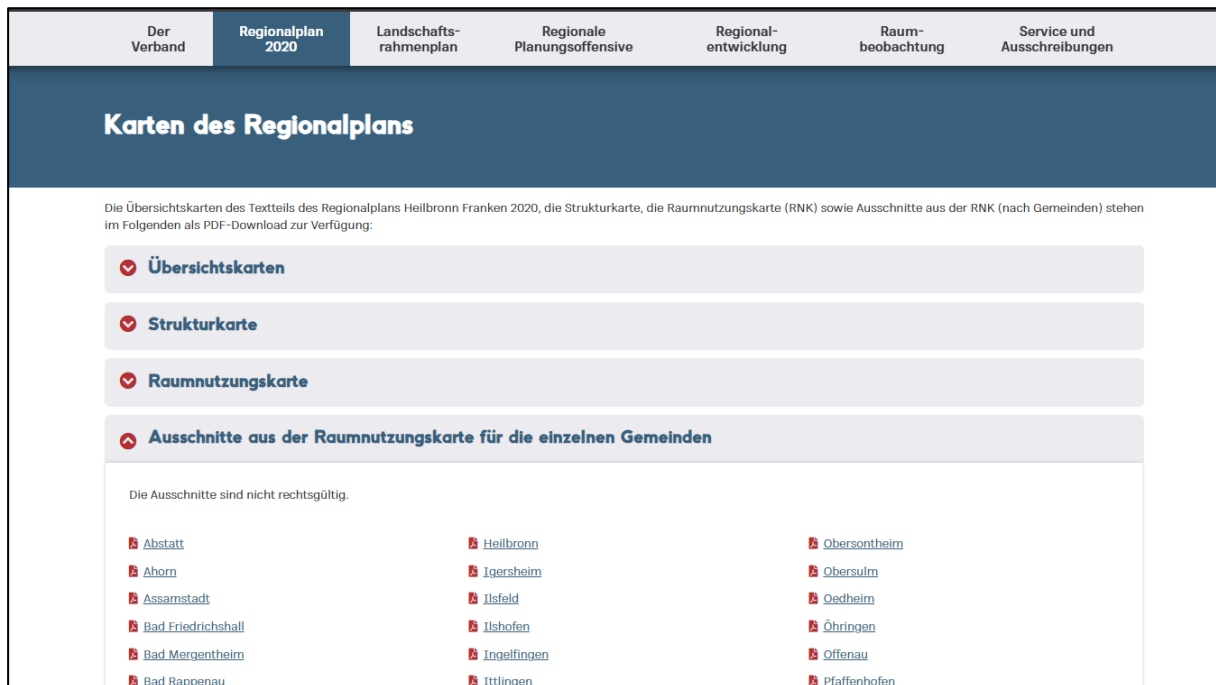 Der Verband
Regionalplan 2020
Landschafts-
rahmenplan
Regionale
Planungsoffensive
Regional-
entwicklung
Raum-
beobachtung
Service und
Ausschreibungen
Karten des Regionalplans
Die Übersichtskarten des Textteils des Regionalplans Heilbronn Franken 2020, die Strukturkarte, die Raumnutzungskarte (RNK) sowie Ausschnitte aus der RNK (nach Gemeinden) stehen
im Folgenden als PDF-Download zur Verfügung:
Übersichtskarten
Strukturkarte
Raumnutzungskarte
Ausschnitte aus der Raumnutzungskarte für die einzelnen Gemeinden
Die Ausschnitte sind nicht rechtsgültig.
Abstatt
Ahorn
Assamstadt
Bad Friedrichshall
Bad Mergentheim
Bad Rappenau
Heilbronn
Igersheim
Ilsfeld
Ilshofen
Ingelfingen
Ittlingen
Obersontheim
Obersulm
Oedheim
Öhringen
Offenau
Pfaffenhofen